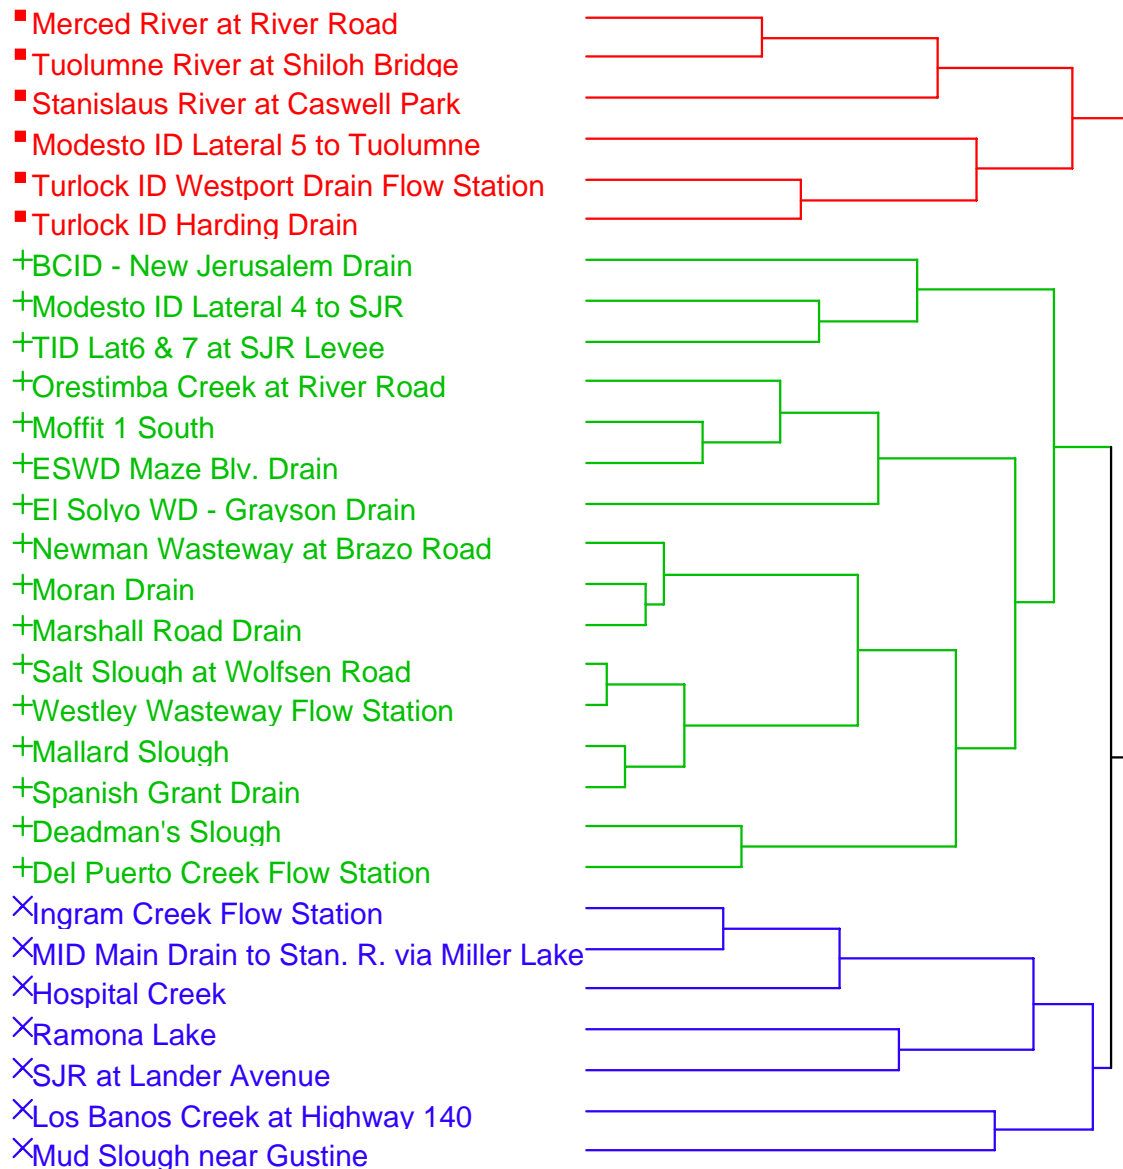 Merced River at River Road
Tuolumne River at Shiloh Bridge
Stanislaus River at Caswell Park
Modesto ID Lateral 5 to Tuolumne
Turlock ID Westport Drain Flow Station
Turlock ID Harding Drain
BCID - New Jerusalem Drain
Modesto ID Lateral 4 to SJR
TID Lat6 & 7 at SJR Levee
Orestimba Creek at River Road
Moffit 1 South
ESWD Maze Blv. Drain
El Solyo WD - Grayson Drain
Newman Wasteway at Brazo Road
Moran Drain
Marshall Road Drain
Salt Slough at Wolfsen Road
Westley Wasteway Flow Station
Mallard Slough
Spanish Grant Drain
Deadman's Slough
Del Puerto Creek Flow Station
Ingram Creek Flow Station
MID Main Drain to Stan. R. via Miller Lake
Hospital Creek
Ramona Lake
SJR at Lander Avenue
Los Banos Creek at Highway 140
Mud Slough near Gustine